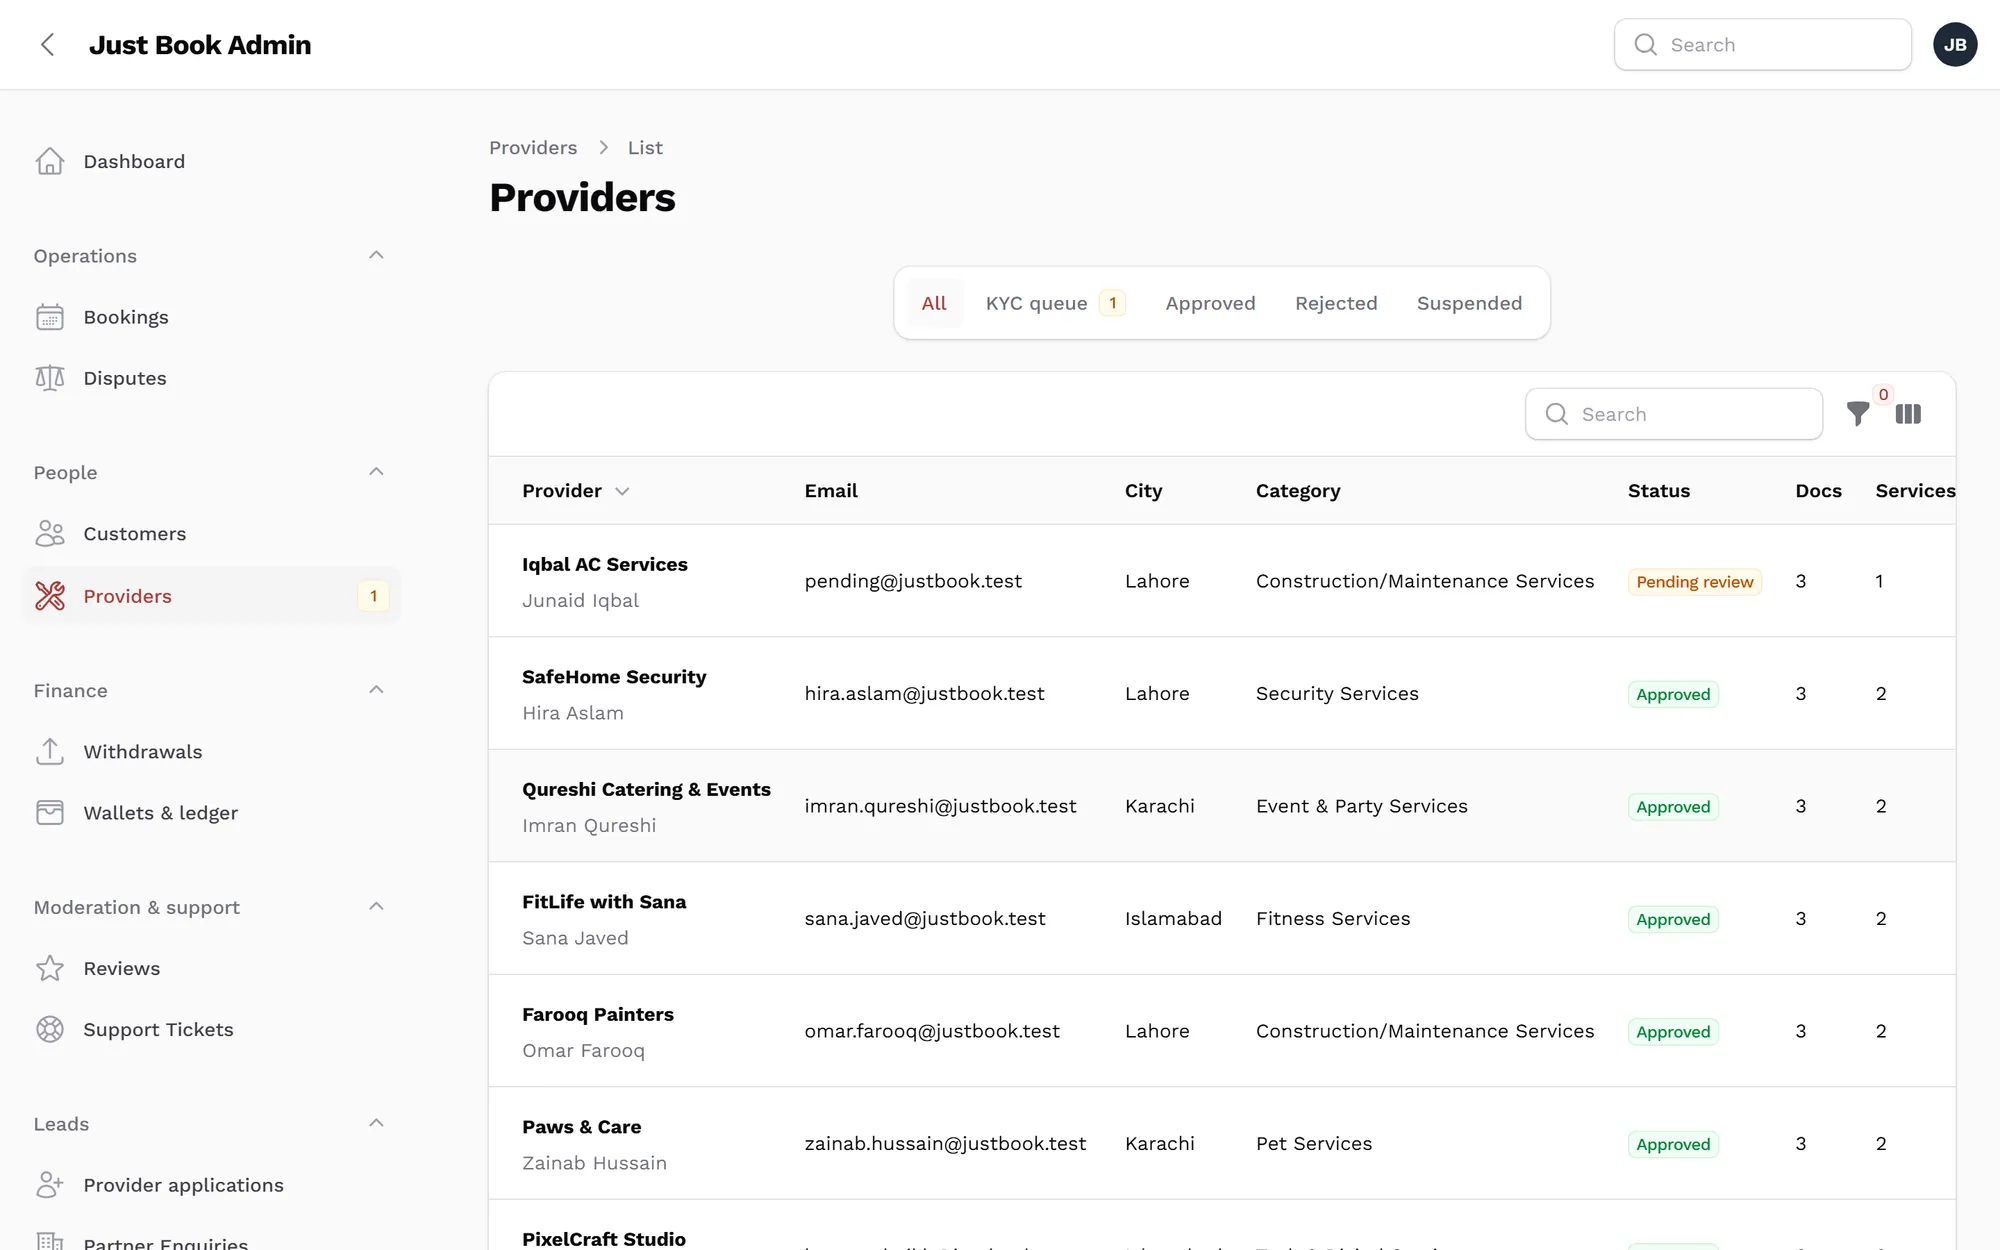 Just Book Admin
Search
JB
Dashboard
Operations
Bookings
Disputes
People
Customers
Providers 1
Finance
Withdrawals
Wallets & ledger
Moderation & support
Reviews
Support Tickets
Leads
Provider applications
Partner Enquiries
Providers > List
Providers
All KYC queue 1 Approved Rejected Suspended
Search 0
Provider Email City Category Status Docs Services
Iqbal AC Services
Junaid Iqbal
pending@justbook.test Lahore Construction/Maintenance Services Pending review 3 1
SafeHome Security
Hira Aslam
hira.aslam@justbook.test Lahore Security Services Approved 3 2
Qureshi Catering & Events
Imran Qureshi
imran.qureshi@justbook.test Karachi Event & Party Services Approved 3 2
FitLife with Sana
Sana Javed
sana.javed@justbook.test Islamabad Fitness Services Approved 3 2
Farooq Painters
Omar Farooq
omar.farooq@justbook.test Lahore Construction/Maintenance Services Approved 3 2
Paws & Care
Zainab Hussain
zainab.hussain@justbook.test Karachi Pet Services Approved 3 2
PixelCraft Studio